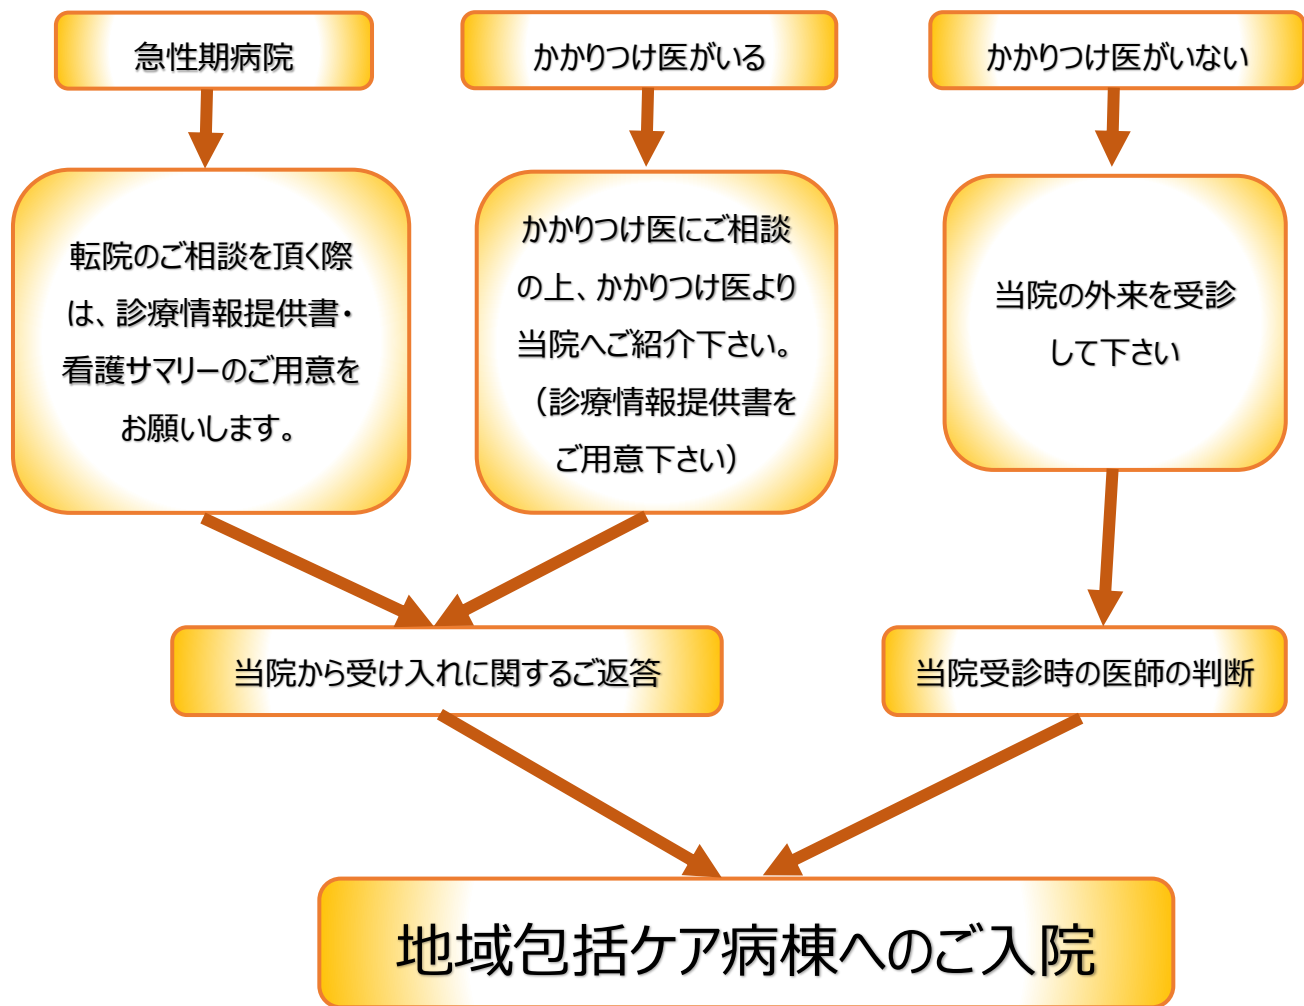 急性期病院
かかりつけ医がいる
かかりつけ医がいない
転院のご相談を頂く際
は、診療情報提供書・
看護サマリーのご用意を
お願いします。
かかりつけ医にご相談
の上、かかりつけ医より
当院へご紹介下さい。
（診療情報提供書を
ご用意下さい）
当院の外来を受診
して下さい
当院から受け入れに関するご返答
当院受診時の医師の判断
地域包括ケア病棟へのご入院